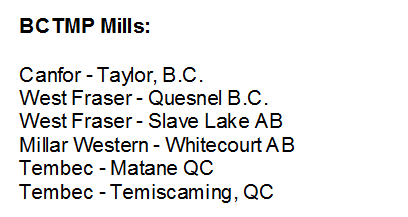 BCTMP Mills:
Canfor - Taylor, B.C.
West Fraser - Quesnel B.C.
West Fraser - Slave Lake AB
Millar Western - Whitecourt AB
Tembec - Matane QC
Tembec - Temiscaming, QC